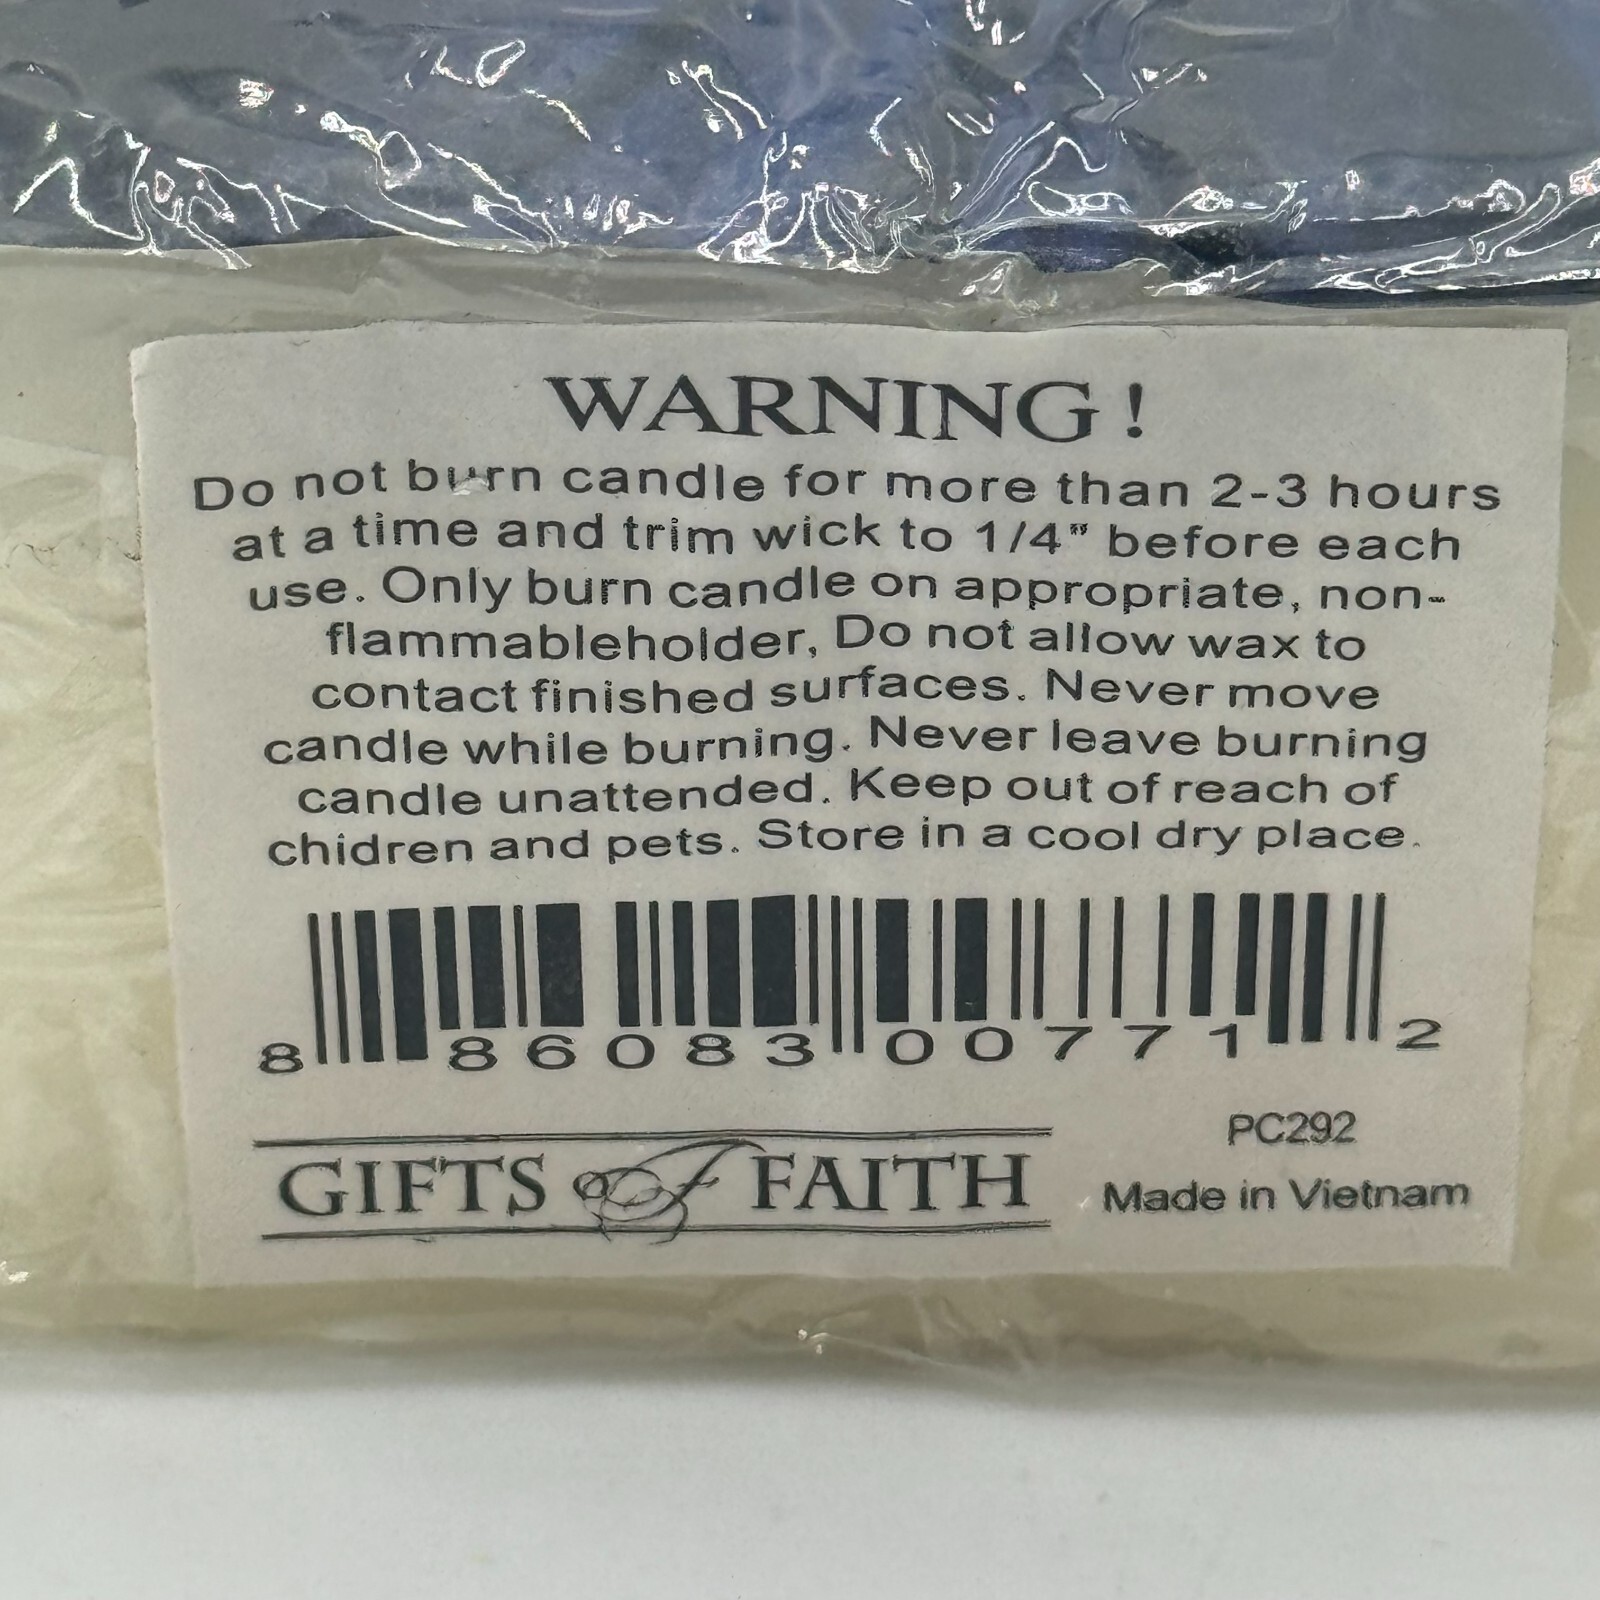 WARNING!
Do not burn candle for more than 2-3 hours
at a time and trim wick to 1/4" before each
use. Only burn candle on appropriate, non-
flammableholder, Do not allow wax to
contact finished surfaces. Never move
candle while burning. Never leave burning
candle unattended. Keep out of reach of
chidren and pets. Store in a cool dry place.
8 86083 00771 2
PC292
GIFTS of FAITH
Made in Vietnam